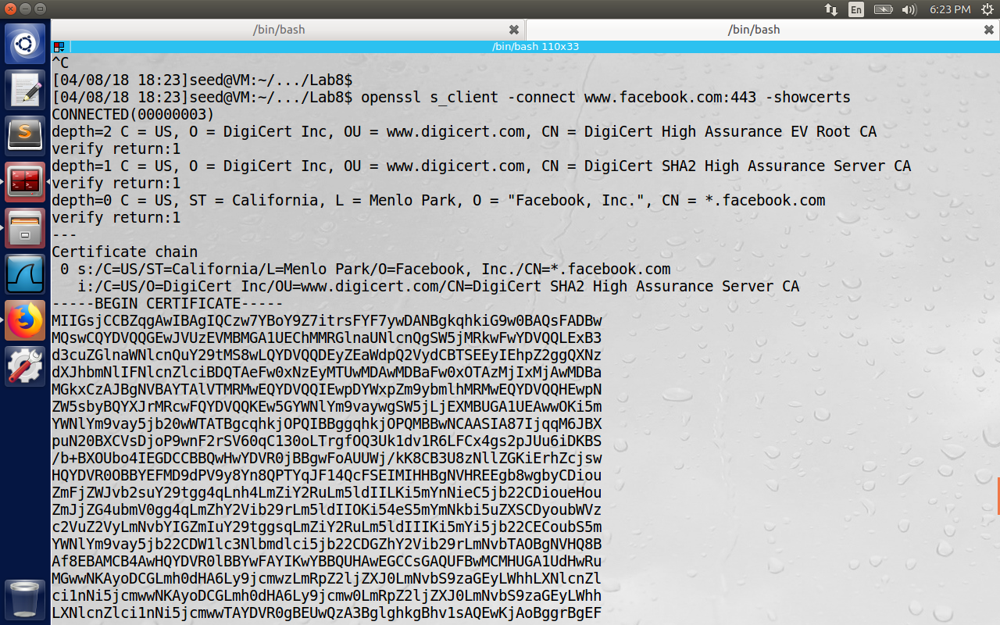 En
6:23 PM
/bin/bash
/bin/bash
/bin/bash 110x33
^C
[04/08/18 18:23]seed@VM:~/.../Lab8$
[04/08/18 18:23]seed@VM:~/.../Lab8$ openssl s_client -connect www.facebook.com:443 -showcerts
CONNECTED(00000003)
depth=2 C = US, O = DigiCert Inc, OU = www.digicert.com, CN = DigiCert High Assurance EV Root CA
verify return:1
depth=1 C = US, O = DigiCert Inc, OU = www.digicert.com, CN = DigiCert SHA2 High Assurance Server CA
verify return:1
depth=0 C = US, ST = California, L = Menlo Park, O = "Facebook, Inc.", CN = *.facebook.com
verify return:1
---
Certificate chain
 0 s:/C=US/ST=California/L=Menlo Park/O=Facebook, Inc./CN=*.facebook.com
   i:/C=US/O=DigiCert Inc/OU=www.digicert.com/CN=DigiCert SHA2 High Assurance Server CA
-----BEGIN CERTIFICATE-----
MIIGsjCCBZqgAwIBAgIQCzw7YBoY9Z7itrsFYF7ywDANBgkqhkiG9w0BAQsFADBw
MQswCQYDVQQGEwJVUzEVMBMGA1UEChMMRGlnaUNlcnQgSW5jMRkwFwYDVQQLExB3
d3cuZGlnaWNlcnQuY29tMS8wLQYDVQQDEyZEaWdpQ2VydCBTSEEyIEhpZ2ggQXNz
dXJhbmNlIFNlcnZlciBDQTAeFw0xNzEyMTUwMDAwMDBaFw0xOTAzMjIxMjAwMDBa
MGkxCzAJBgNVBAYTAlVTMRMwEQYDVQQIEwpDYWxpZm9ybmlhMRMwEQYDVQQHEwpN
ZW5sbyBQYXJrMRcwFQYDVQQKEw5GYWNlYm9vaywgSW5jLjEXMBUGA1UEAwwOKi5m
YWNlYm9vay5jb20wWTATBgcqhkjOPQIBBggqhkjOPQMBBwNCAASIA87IjqqM6JBX
puN20BXCVsDjoP9wnF2rSV60qC130oLTrgfOQ3Uk1dv1R6LFCx4gs2pJUu6iDKBS
/b+BXOUbo4IEGDCCBBQwHwYDVR0jBBgwFoAUUWj/kK8CB3U8zNllZGKiErhZcjsw
HQYDVR0OBBYEFMD9dPV9y8Yn8QPTYqJF14QcFSEIMIHHBgNVHREEgb8wgbyCDiou
ZmFjZWJvb2suY29tgg4qLnh4LmZiY2RuLm5ldIILKi5mYnNieC5jb22CDioueHou
ZmJjZG4ubmV0gg4qLmZhY2Vib29rLm5ldIIOKi54eS5mYmNkbi5uZXSCDyoubWVz
c2VuZ2VyLmNvbYIGZmIuY29tggsqLmZiY2RuLm5ldIIIKi5mYi5jb22CECoubS5m
YWNlYm9vay5jb22CDW1lc3Nlbmdlci5jb22CDGZhY2Vib29rLmNvbTAOBgNVHQ8B
Af8EBAMCB4AwHQYDVR0lBBYwFAYIKwYBBQUHAwEGCCsGAQUFBwMCMHUGA1UdHwRu
MGwwNKAyoDCGLmh0dHA6Ly9jcmwzLmRpZ2ljZXJ0LmNvbS9zaGEyLWhhLXNlcnZl
ci1nNi5jcmwwNKAyoDCGLmh0dHA6Ly9jcmw0LmRpZ2ljZXJ0LmNvbS9zaGEyLWhh
LXNlcnZlci1nNi5jcmwwTAYDVR0gBEUwQzA3BglghkgBhv1sAQEwKjAoBggrBgEF